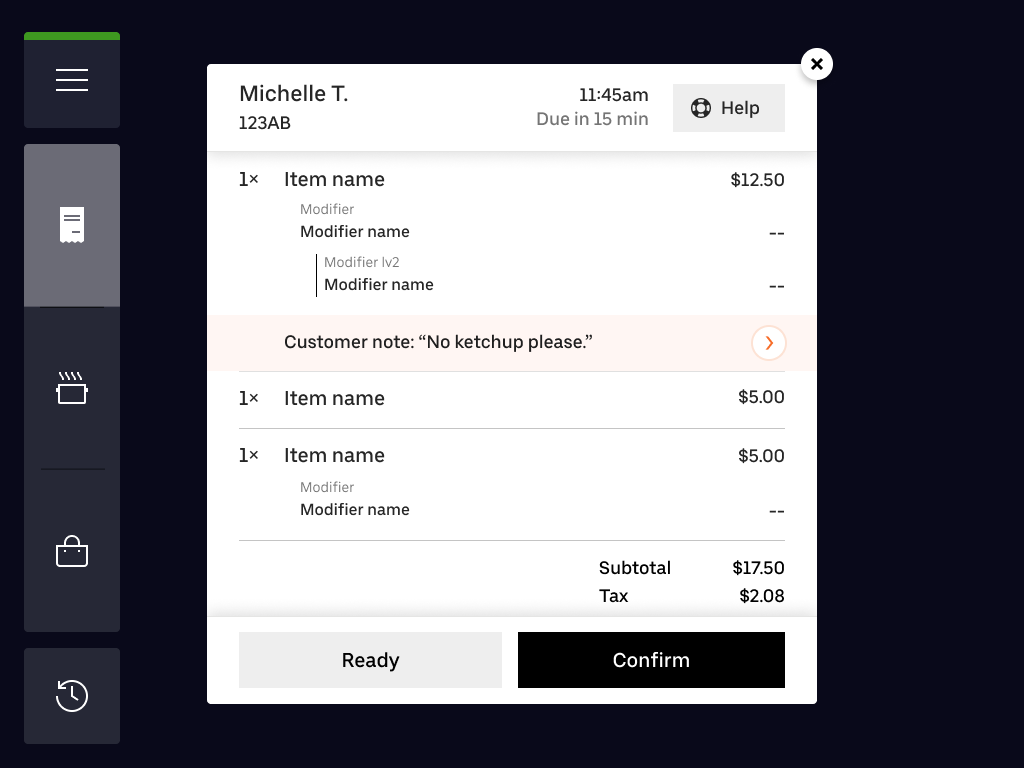 Michelle T.
123AB
11:45am
Due in 15 min
Help
1× Item name $12.50
Modifier
Modifier name --
Modifier lv2
Modifier name --
Customer note: “No ketchup please.”
1× Item name $5.00
1× Item name $5.00
Modifier
Modifier name --
Subtotal $17.50
Tax $2.08
Ready
Confirm